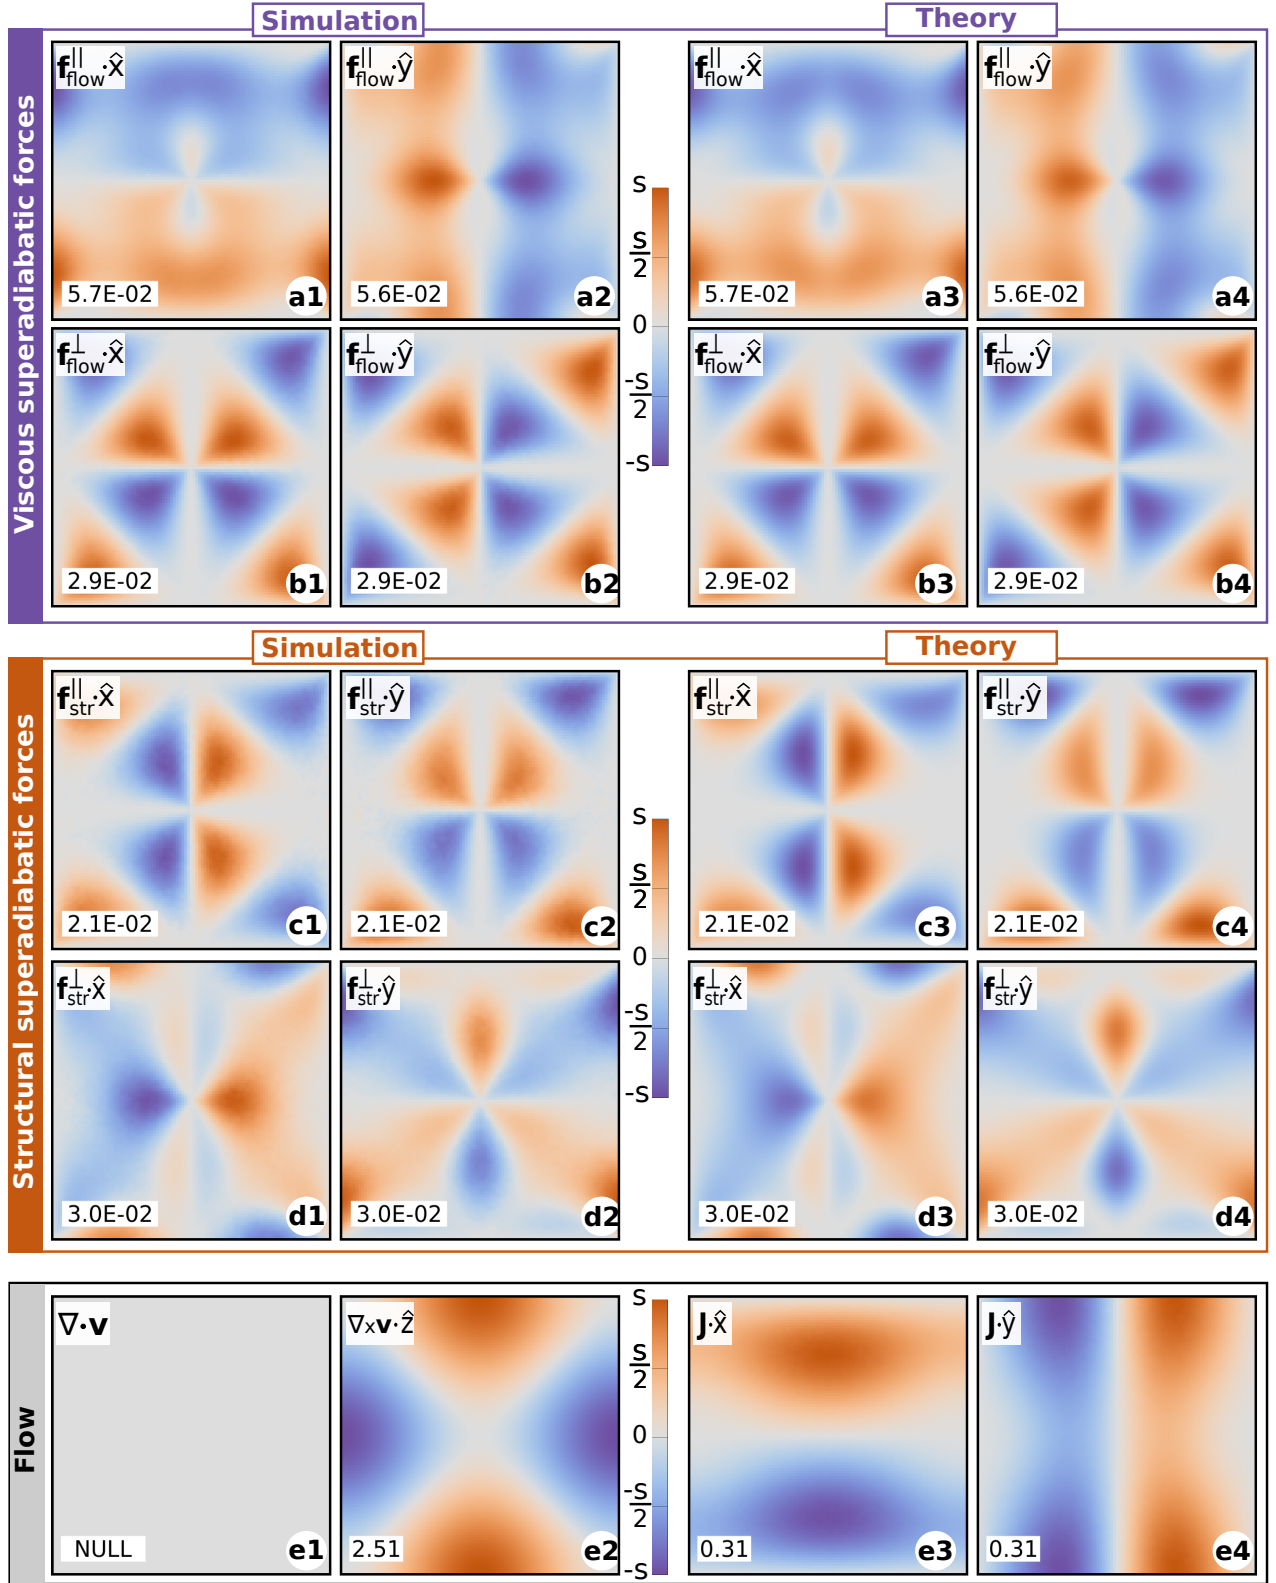 Simulation
Theory
Viscous superadiabatic forces
f∥flow·x̂
5.7E-02
a1
f∥flow·ŷ
5.6E-02
a2
f∥flow·x̂
5.7E-02
a3
f∥flow·ŷ
5.6E-02
a4
s
s/2
0
-s/2
-s
f⊥flow·x̂
2.9E-02
b1
f⊥flow·ŷ
2.9E-02
b2
f⊥flow·x̂
2.9E-02
b3
f⊥flow·ŷ
2.9E-02
b4
Simulation
Theory
Structural superadiabatic forces
f∥str·x̂
2.1E-02
c1
f∥str·ŷ
2.1E-02
c2
f∥str·x̂
2.1E-02
c3
f∥str·ŷ
2.1E-02
c4
s
s/2
0
-s/2
-s
f⊥str·x̂
3.0E-02
d1
f⊥str·ŷ
3.0E-02
d2
f⊥str·x̂
3.0E-02
d3
f⊥str·ŷ
3.0E-02
d4
Flow
∇·v
NULL
e1
∇×v·ẑ
2.51
e2
s
s/2
0
-s/2
-s
J·x̂
0.31
e3
J·ŷ
0.31
e4